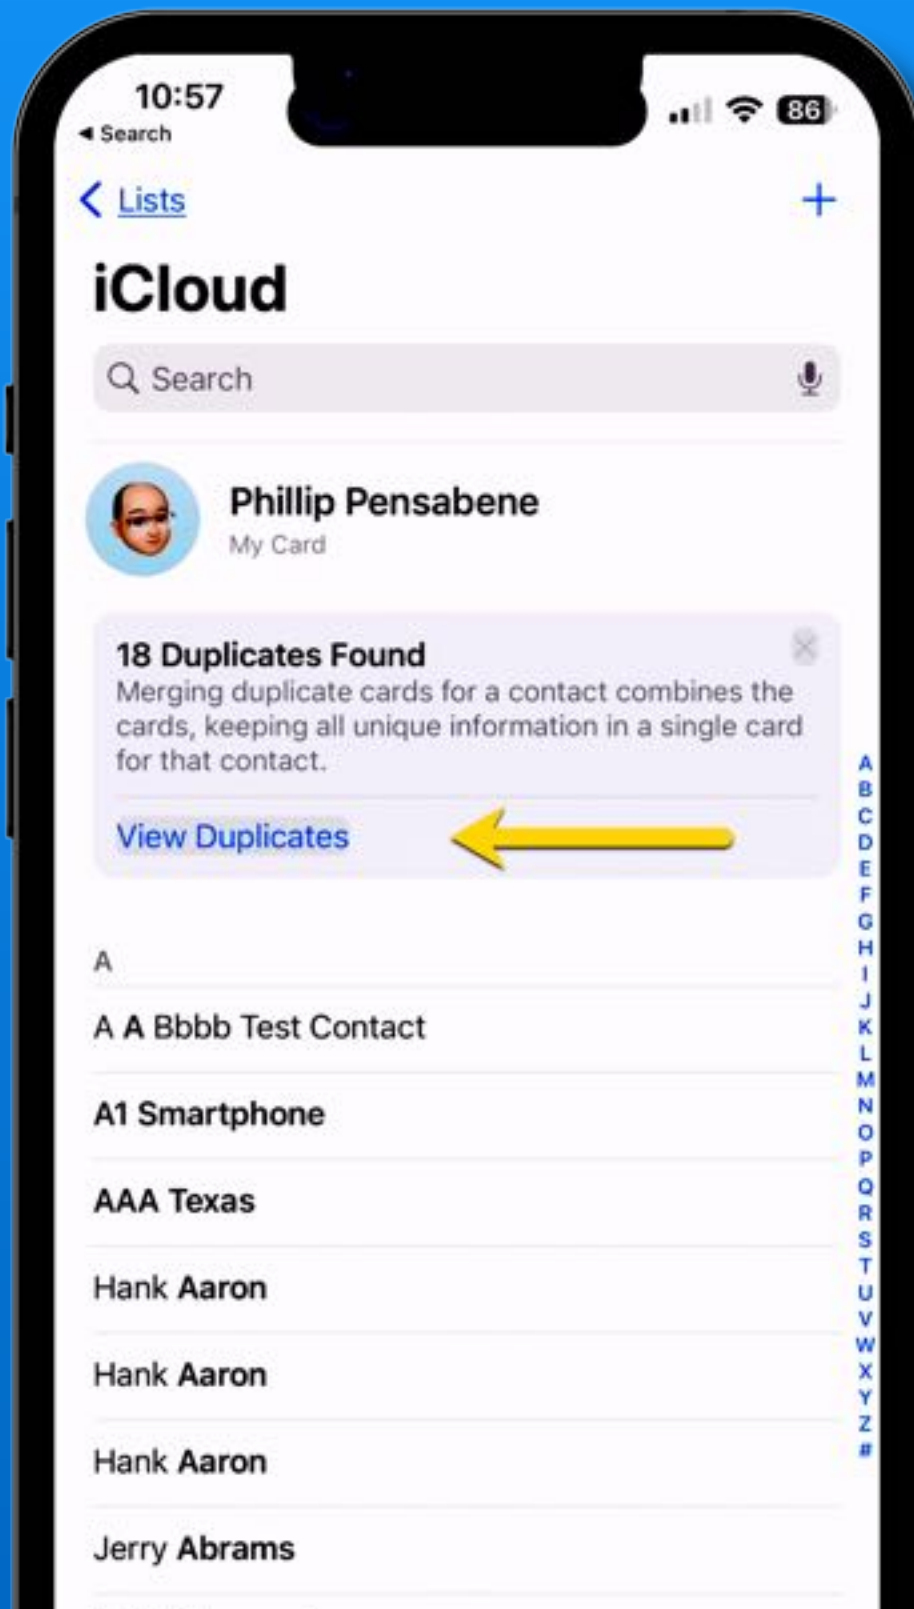 10:57
◀ Search
86
Lists
+
iCloud
Search
Phillip Pensabene
My Card
18 Duplicates Found
Merging duplicate cards for a contact combines the
cards, keeping all unique information in a single card
for that contact.
View Duplicates
A
A A Bbbb Test Contact
A1 Smartphone
AAA Texas
Hank Aaron
Hank Aaron
Hank Aaron
Jerry Abrams
A
B
C
D
E
F
G
H
I
J
K
L
M
N
O
P
Q
R
S
T
U
V
W
X
Y
Z
#